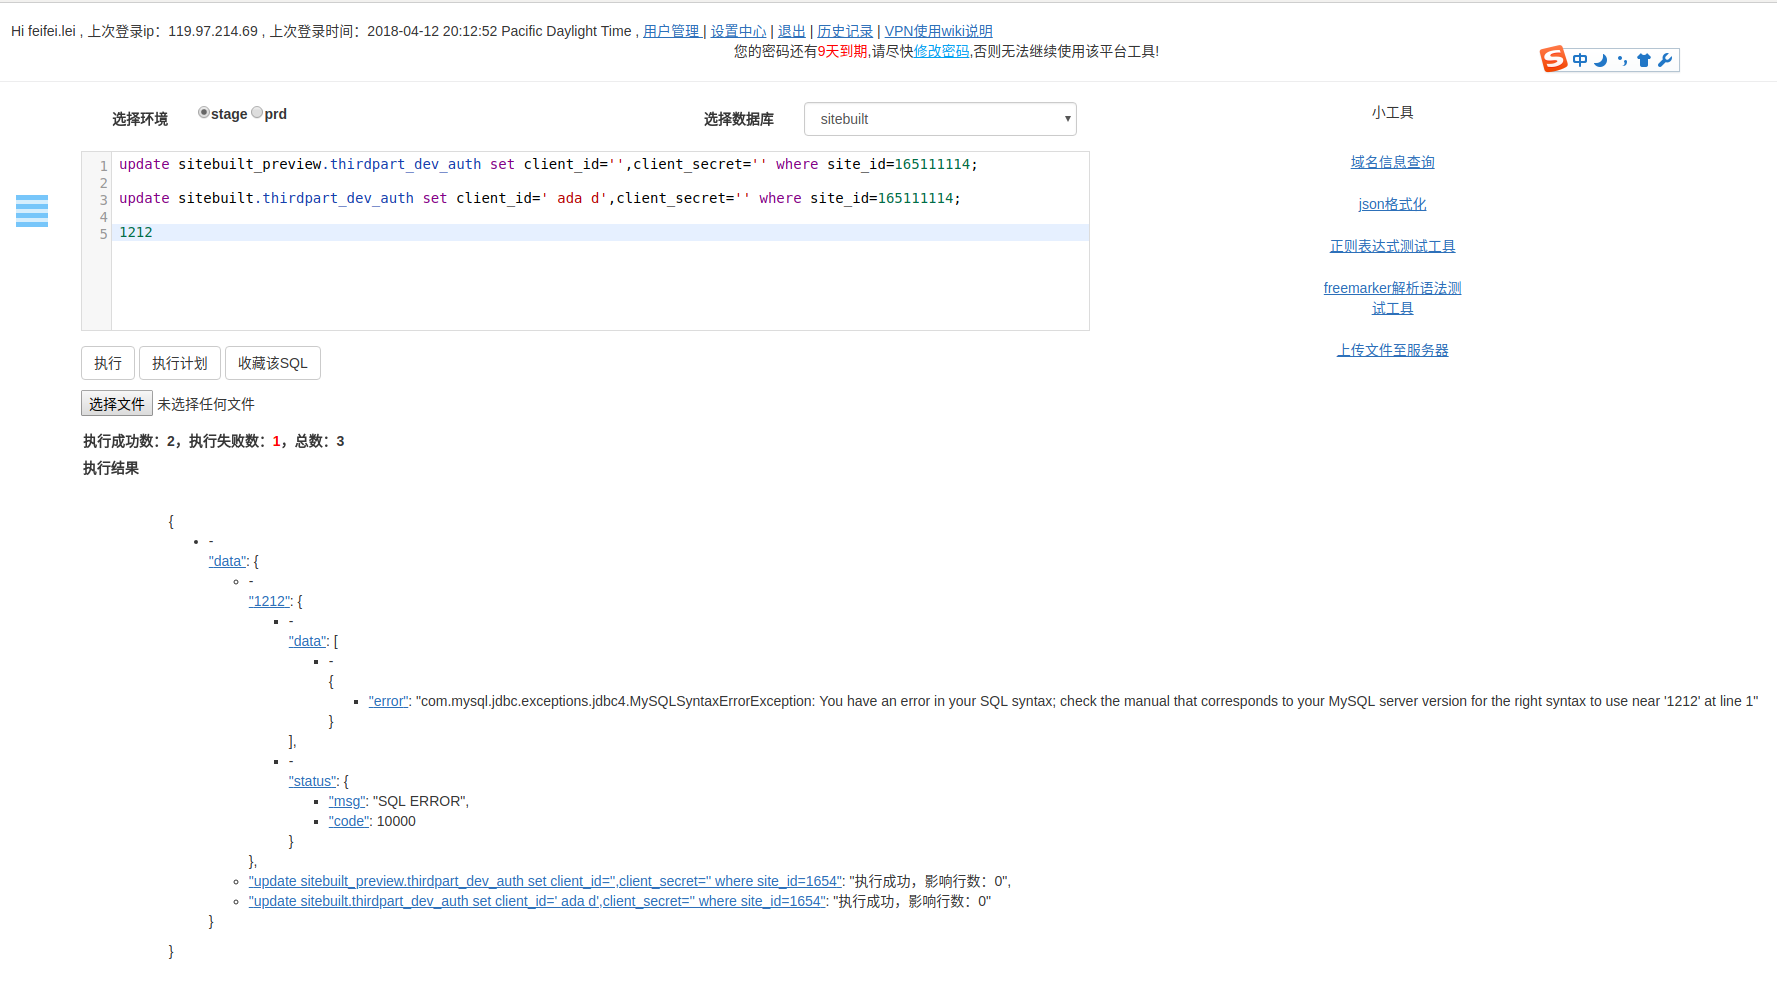 Hi feifei.lei , 上次登录ip：119.97.214.69 , 上次登录时间：2018-04-12 20:12:52 Pacific Daylight Time , 用户管理 | 设置中心 | 退出 | 历史记录 | VPN使用wiki说明
您的密码还有9天到期,请尽快修改密码,否则无法继续使用该平台工具!
S 中
选择环境 stage prd 选择数据库 sitebuilt 小工具
1 update sitebuilt_preview.thirdpart_dev_auth set client_id='',client_secret='' where site_id=165111114;
2
3 update sitebuilt.thirdpart_dev_auth set client_id=' ada d',client_secret='' where site_id=165111114;
4
5 1212
域名信息查询
json格式化
正则表达式测试工具
freemarker解析语法测
试工具
上传文件至服务器
执行 执行计划 收藏该SQL
选择文件 未选择任何文件
执行成功数：2，执行失败数：1，总数：3
执行结果
{
-
"data": {
-
"1212": {
-
"data": [
-
{
"error": "com.mysql.jdbc.exceptions.jdbc4.MySQLSyntaxErrorException: You have an error in your SQL syntax; check the manual that corresponds to your MySQL server version for the right syntax to use near '1212' at line 1"
}
],
-
"status": {
"msg": "SQL ERROR",
"code": 10000
}
},
"update sitebuilt_preview.thirdpart_dev_auth set client_id='',client_secret='' where site_id=1654": "执行成功，影响行数：0",
"update sitebuilt.thirdpart_dev_auth set client_id=' ada d',client_secret='' where site_id=1654": "执行成功，影响行数：0"
}
}